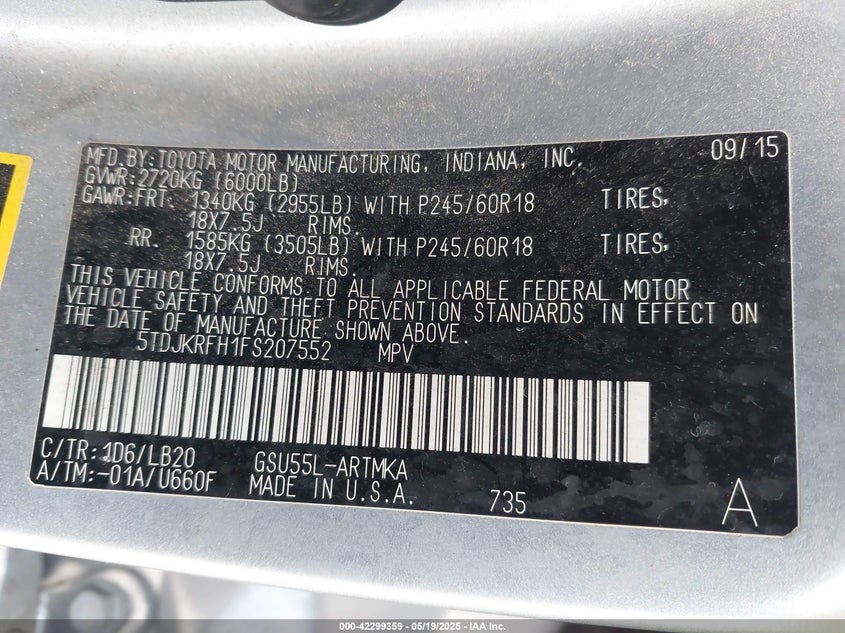 MFD.BY:TOYOTA MOTOR MANUFACTURING, INDIANA, INC. 09/15
GVWR:2720KG (6000LB)
GAWR:FRT. 1340KG (2955LB) WITH P245/60R18 TIRES,
18X7.5J RIMS.
RR. 1585KG (3505LB) WITH P245/60R18 TIRES,
18X7.5J RIMS.
THIS VEHICLE CONFORMS TO ALL APPLICABLE FEDERAL MOTOR
VEHICLE SAFETY AND THEFT PREVENTION STANDARDS IN EFFECT ON
THE DATE OF MANUFACTURE SHOWN ABOVE.
5TDJKRFH1FS207552 MPV
C/TR:1D6/LB20 GSU55L-ARTMKA
A/TM:-01A/U660F MADE IN U.S.A. 735 A
000-42299359 - 05/19/2025 - IAA Inc.